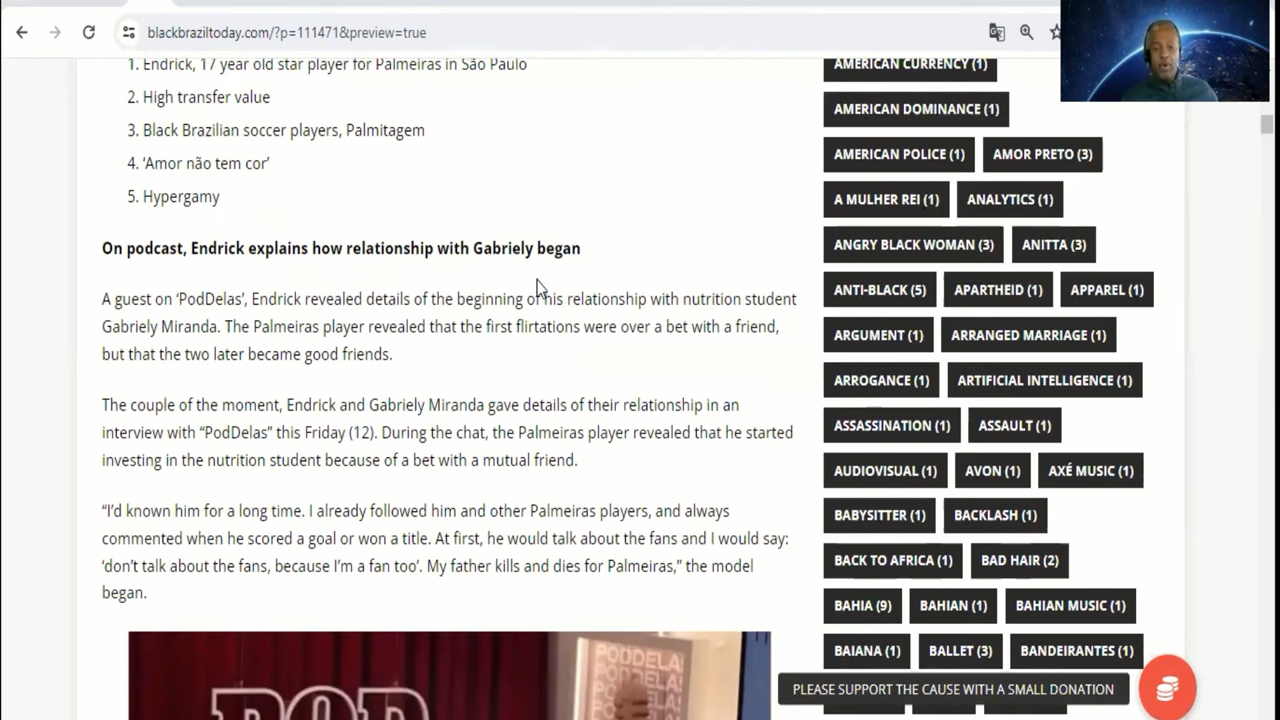 blackbraziltoday.com/?p=111471&preview=true
1. Endrick, 17 year old star player for Palmeiras in São Paulo
2. High transfer value
3. Black Brazilian soccer players, Palmitagem
4. ‘Amor não tem cor’
5. Hypergamy
On podcast, Endrick explains how relationship with Gabriely began
A guest on ‘PodDelas’, Endrick revealed details of the beginning of his relationship with nutrition student
Gabriely Miranda. The Palmeiras player revealed that the first flirtations were over a bet with a friend,
but that the two later became good friends.
The couple of the moment, Endrick and Gabriely Miranda gave details of their relationship in an
interview with “PodDelas” this Friday (12). During the chat, the Palmeiras player revealed that he started
investing in the nutrition student because of a bet with a mutual friend.
“I’d known him for a long time. I already followed him and other Palmeiras players, and always
commented when he scored a goal or won a title. At first, he would talk about the fans and I would say:
‘don’t talk about the fans, because I’m a fan too’. My father kills and dies for Palmeiras,” the model
began.
POD
PODDELAS
AMERICAN CURRENCY (1)
AMERICAN DOMINANCE (1)
AMERICAN POLICE (1) AMOR PRETO (3)
A MULHER REI (1) ANALYTICS (1)
ANGRY BLACK WOMAN (3) ANITTA (3)
ANTI-BLACK (5) APARTHEID (1) APPAREL (1)
ARGUMENT (1) ARRANGED MARRIAGE (1)
ARROGANCE (1) ARTIFICIAL INTELLIGENCE (1)
ASSASSINATION (1) ASSAULT (1)
AUDIOVISUAL (1) AVON (1) AXÉ MUSIC (1)
BABYSITTER (1) BACKLASH (1)
BACK TO AFRICA (1) BAD HAIR (2)
BAHIA (9) BAHIAN (1) BAHIAN MUSIC (1)
BAIANA (1) BALLET (3) BANDEIRANTES (1)
PLEASE SUPPORT THE CAUSE WITH A SMALL DONATION